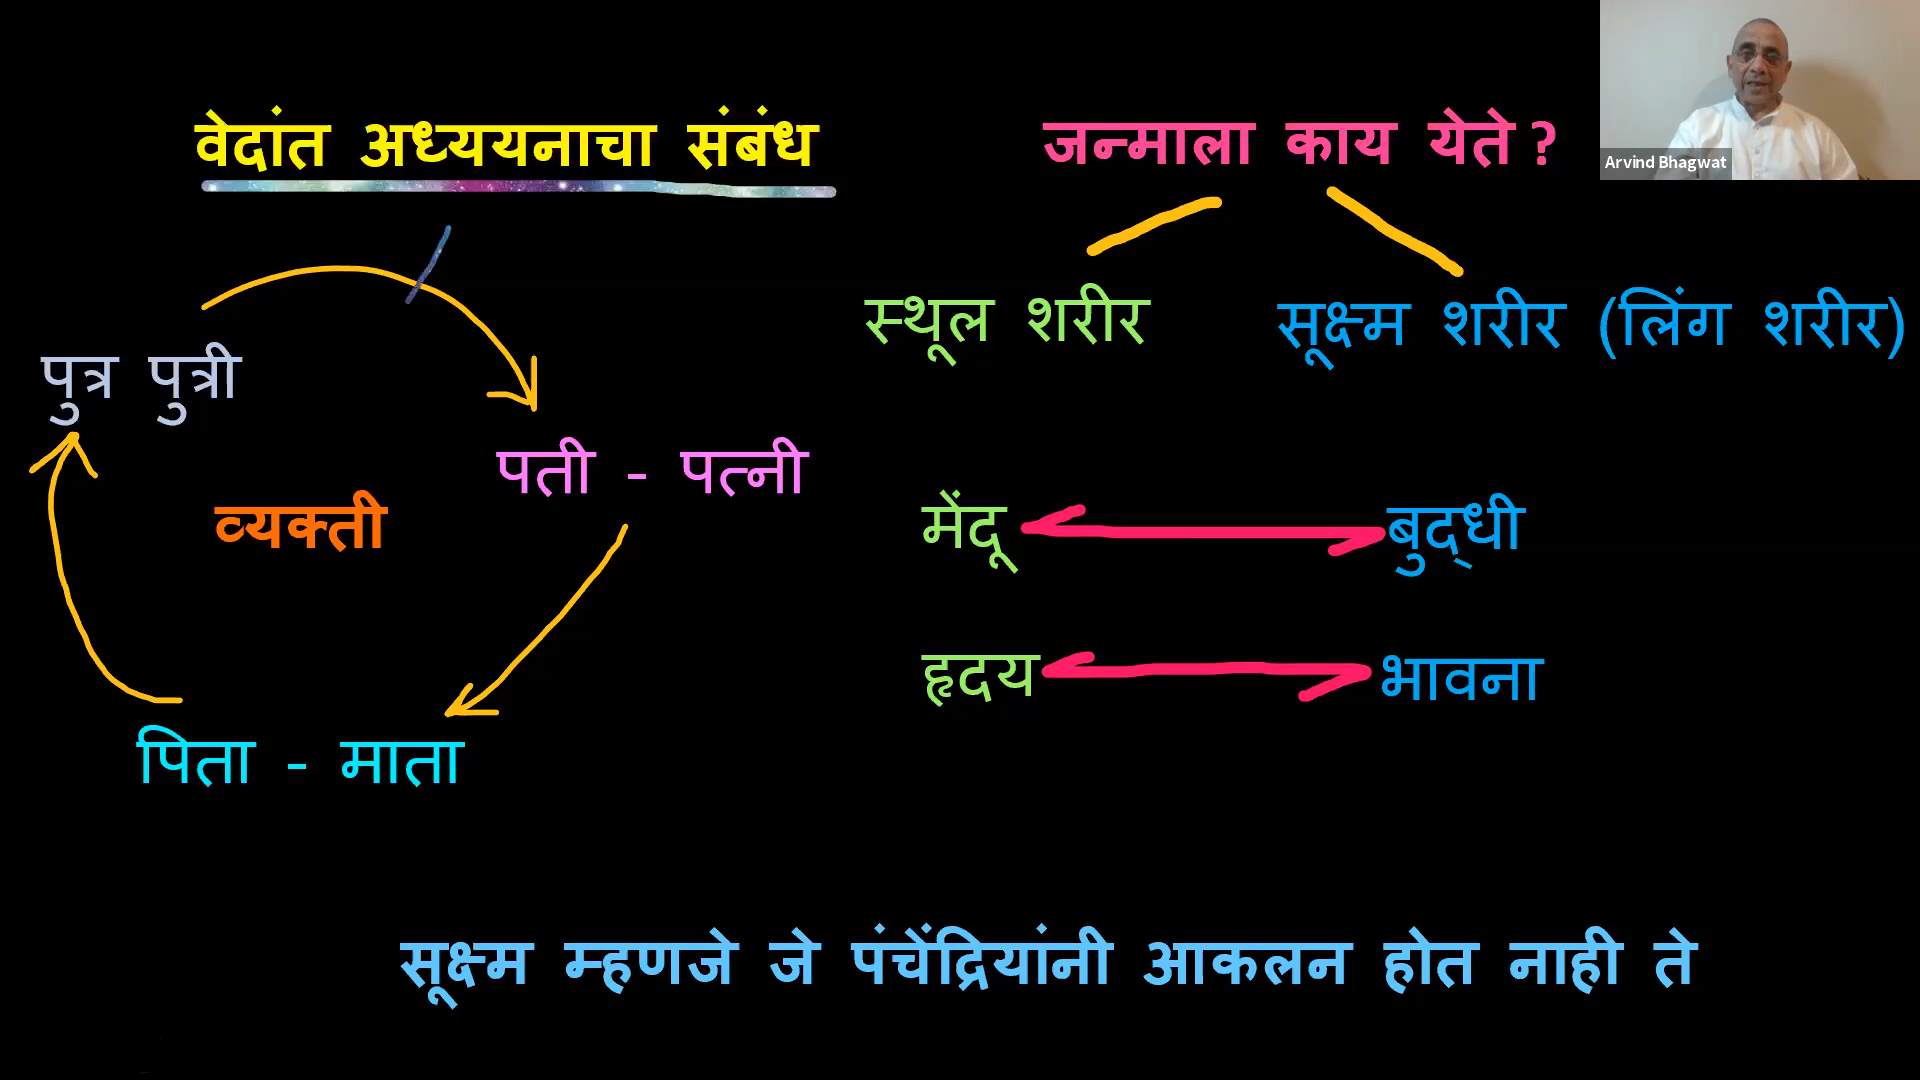 वेदांत अध्ययनाचा संबंध
पुत्र पुत्री
पती - पत्नी
व्यक्ती
पिता - माता
जन्माला काय येते ?
स्थूल शरीर
सूक्ष्म शरीर (लिंग शरीर)
मेंदू
बुद्धी
हृदय
भावना
सूक्ष्म म्हणजे जे पंचेंद्रियांनी आकलन होत नाही ते
Arvind Bhagwat